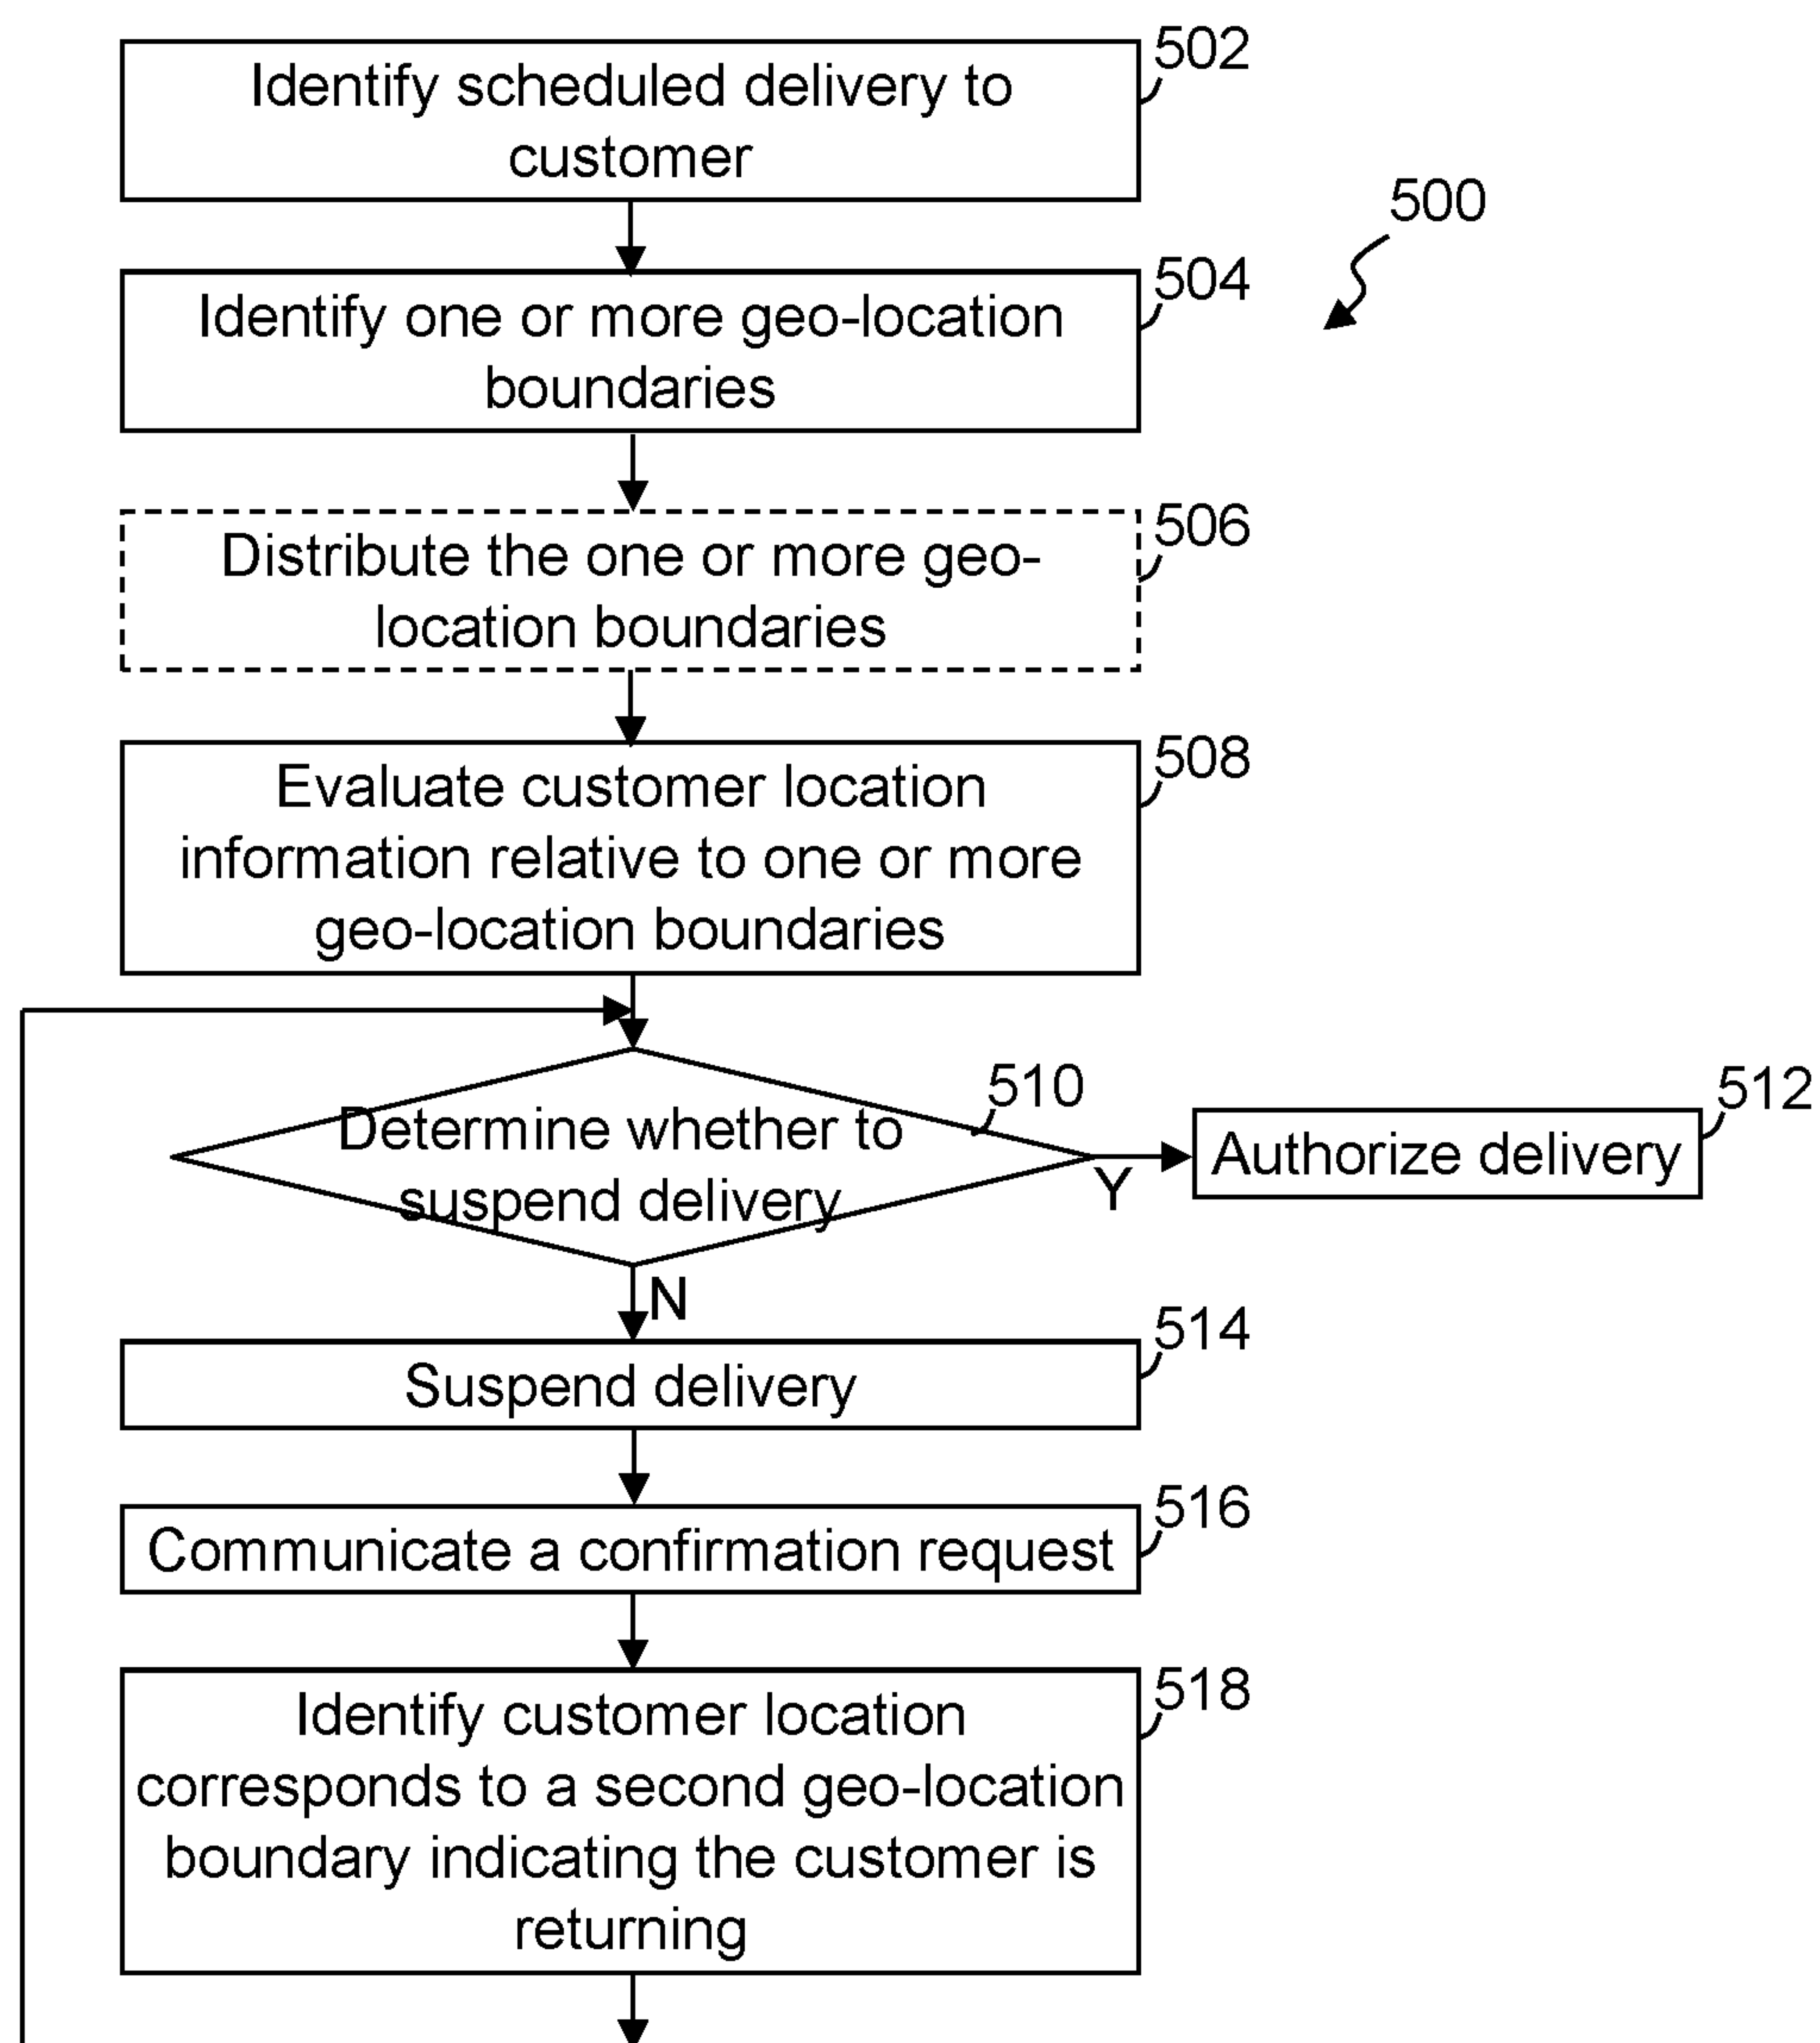 502
Identify scheduled delivery to
customer
500
504
Identify one or more geo-location
boundaries
506
Distribute the one or more geo-
location boundaries
508
Evaluate customer location
information relative to one or more
geo-location boundaries
510
Determine whether to
suspend delivery
Y
512
Authorize delivery
N
514
Suspend delivery
516
Communicate a confirmation request
518
Identify customer location
corresponds to a second geo-location
boundary indicating the customer is
returning